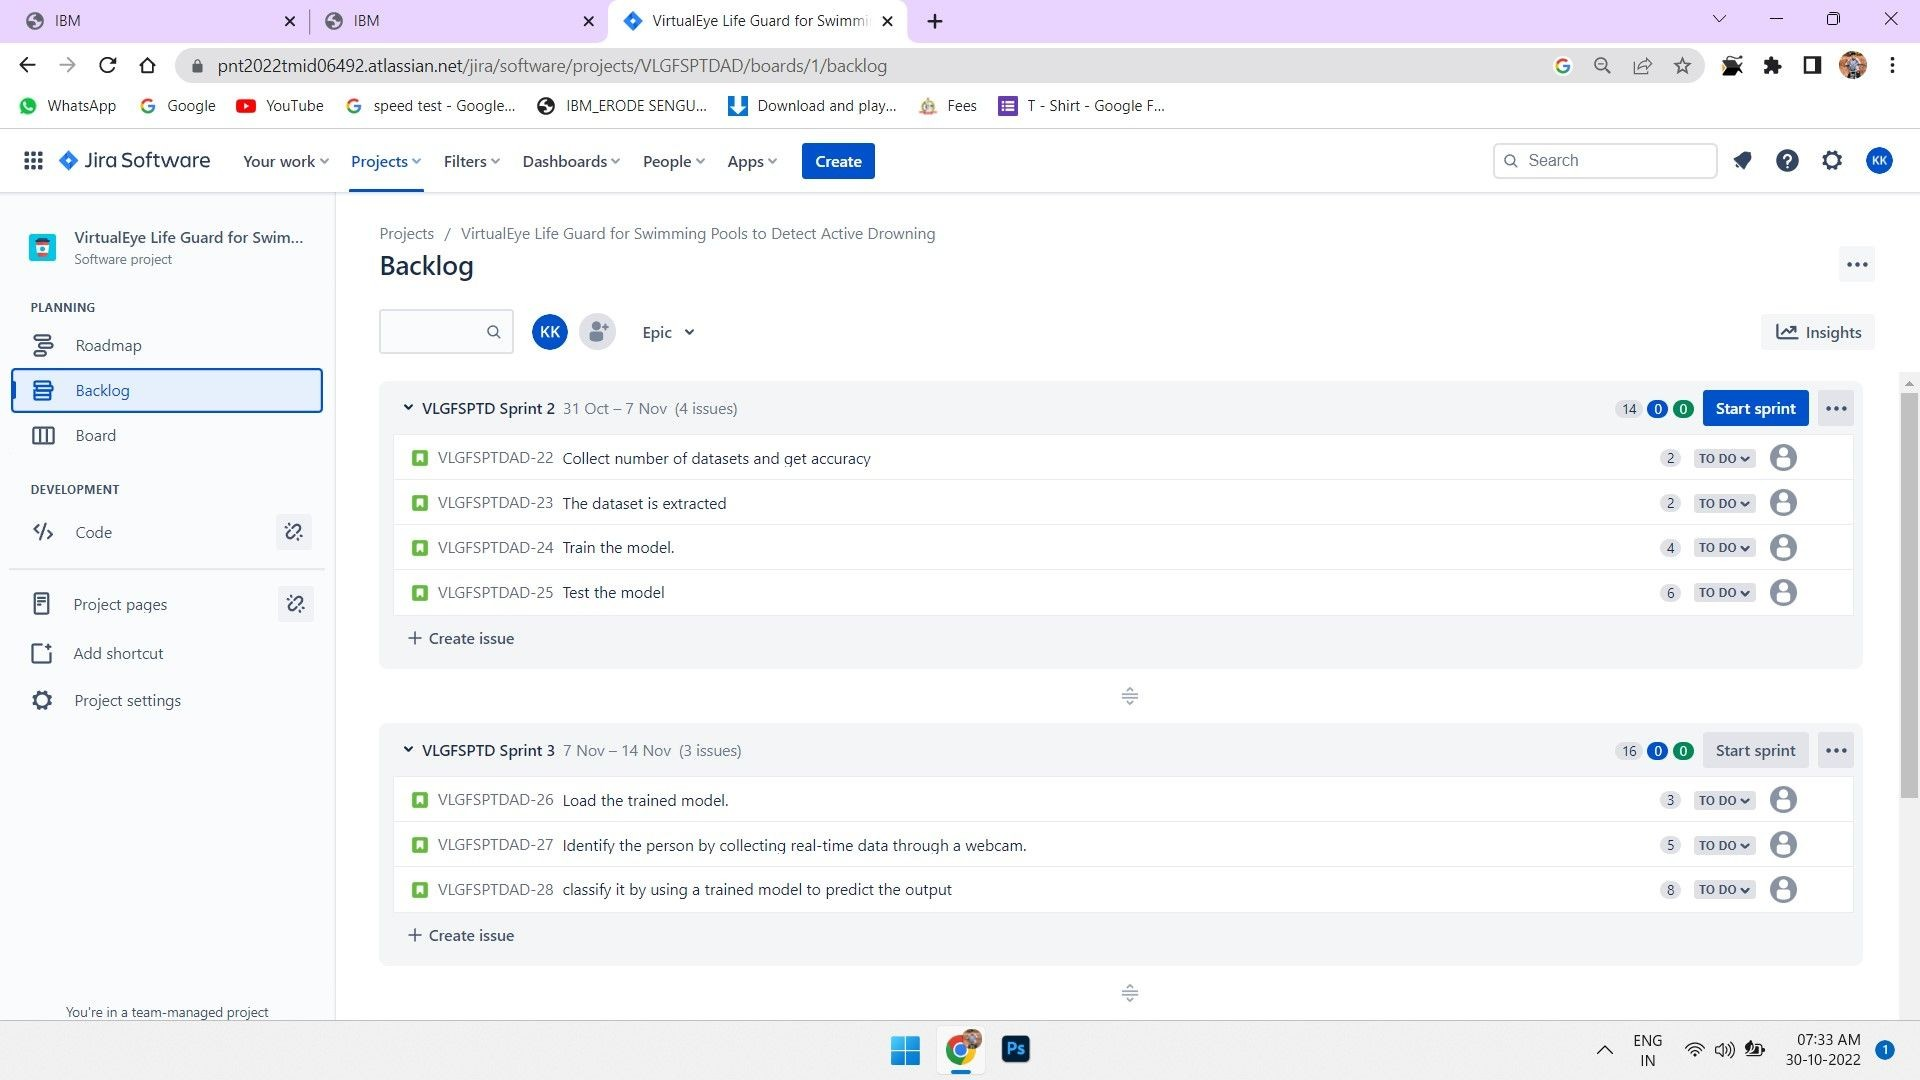 IBM
IBM
VirtualEye Life Guard for Swimmi
pnt2022tmid06492.atlassian.net/jira/software/projects/VLGFSPTDAD/boards/1/backlog
WhatsApp Google YouTube speed test - Google... IBM_ERODE SENGU... Download and play... Fees T - Shirt - Google F...
Jira Software Your work Projects Filters Dashboards People Apps Create Search KK
VirtualEye Life Guard for Swim...
Software project
PLANNING
Roadmap
Backlog
Board
DEVELOPMENT
Code
Project pages
Add shortcut
Project settings
You're in a team-managed project
Projects / VirtualEye Life Guard for Swimming Pools to Detect Active Drowning
Backlog
KK Epic Insights
VLGFSPTD Sprint 2 31 Oct – 7 Nov (4 issues) 14 0 0 Start sprint
VLGFSPTDAD-22 Collect number of datasets and get accuracy 2 TO DO
VLGFSPTDAD-23 The dataset is extracted 2 TO DO
VLGFSPTDAD-24 Train the model. 4 TO DO
VLGFSPTDAD-25 Test the model 6 TO DO
+ Create issue
VLGFSPTD Sprint 3 7 Nov – 14 Nov (3 issues) 16 0 0 Start sprint
VLGFSPTDAD-26 Load the trained model. 3 TO DO
VLGFSPTDAD-27 Identify the person by collecting real-time data through a webcam. 5 TO DO
VLGFSPTDAD-28 classify it by using a trained model to predict the output 8 TO DO
+ Create issue
Ps
ENG
IN
07:33 AM
30-10-2022
1